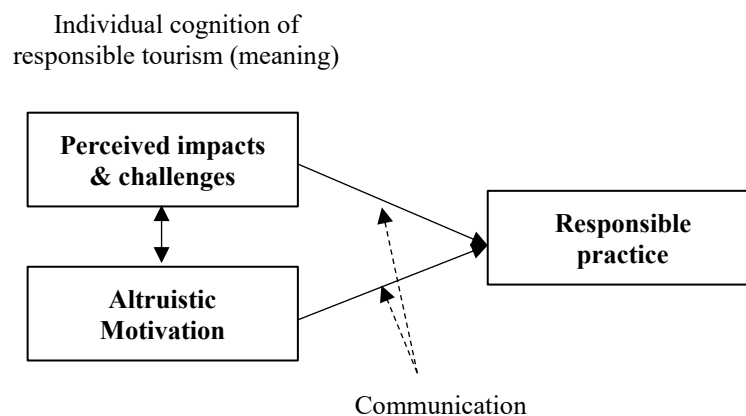 Individual cognition of
responsible tourism (meaning)
Perceived impacts
& challenges
Responsible
practice
Altruistic
Motivation
Communication